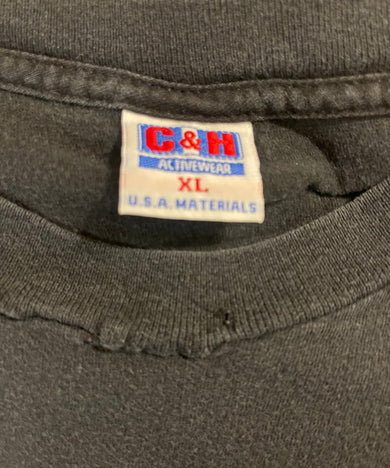 C & H
ACTIVEWEAR
XL
U.S.A. MATERIALS